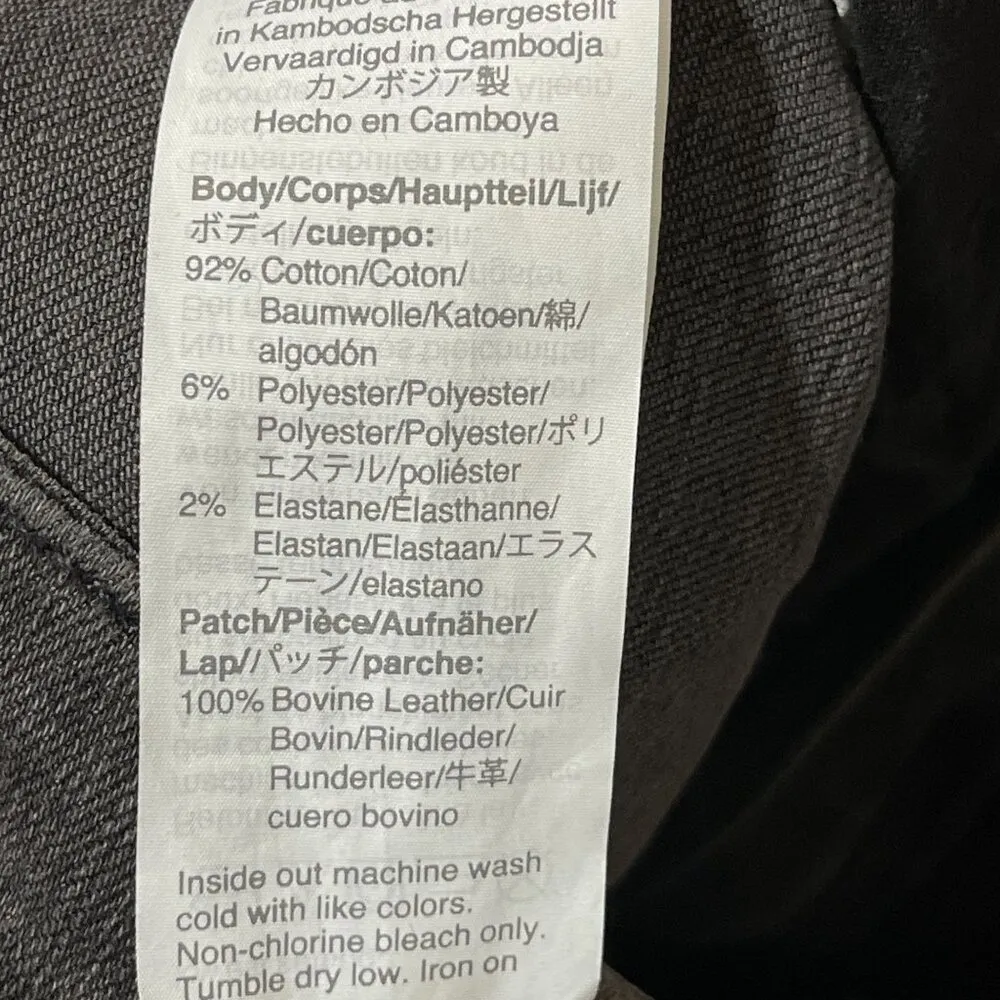 Fabriqué au
in Kambodscha Hergestellt
Vervaardigd in Cambodja
カンボジア製
Hecho en Camboya
Body/Corps/Hauptteil/Lijf/
ボディ/cuerpo:
92% Cotton/Coton/
Baumwolle/Katoen/綿/
algodón
6% Polyester/Polyester/
Polyester/Polyester/ポリ
エステル/poliéster
2% Elastane/Élasthanne/
Elastan/Elastaan/エラス
テーン/elastano
Patch/Pièce/Aufnäher/
Lap/パッチ/parche:
100% Bovine Leather/Cuir
Bovin/Rindleder/
Runderleer/牛革/
cuero bovino
Inside out machine wash
cold with like colors.
Non-chlorine bleach only.
Tumble dry low. Iron on